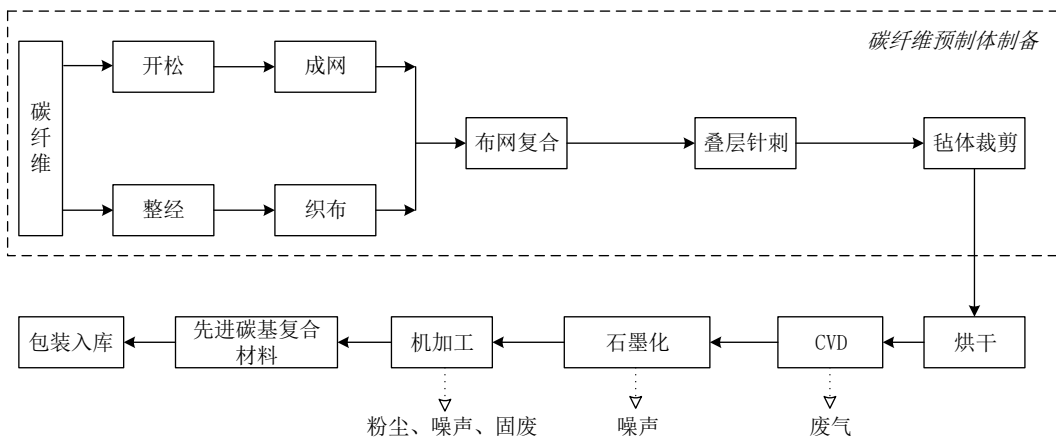 碳纤维预制体制备
碳纤维
开松
成网
整经
织布
布网复合
叠层针刺
毡体裁剪
烘干
CVD
石墨化
机加工
先进碳基复合
材料
包装入库
废气
噪声
粉尘、噪声、固废